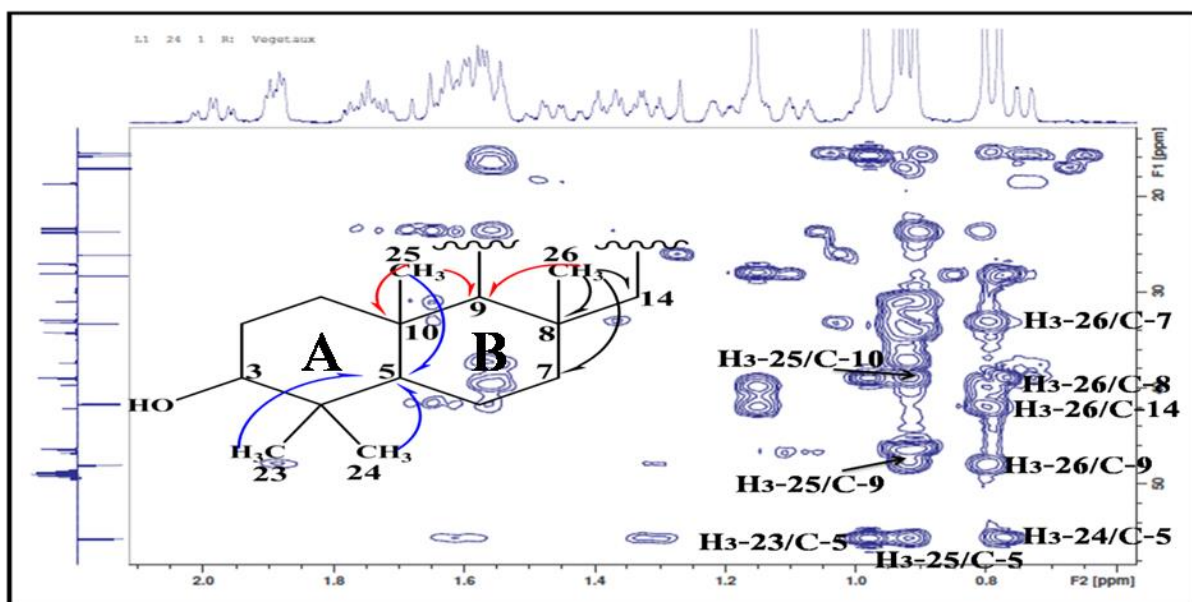 L1 24 1 R: Vegetaux
F1 [ppm]
20
25
CH3
26
CH3
14
30
9
10
8
A
B
H3-26/C-7
H3-25/C-10
3
5
7
H3-26/C-8
HO
H3-26/C-14
H3C
CH3
23
24
H3-26/C-9
H3-25/C-9
50
H3-23/C-5
H3-24/C-5
H3-25/C-5
2.0
1.8
1.6
1.4
1.2
1.0
0.8
F2 [ppm]